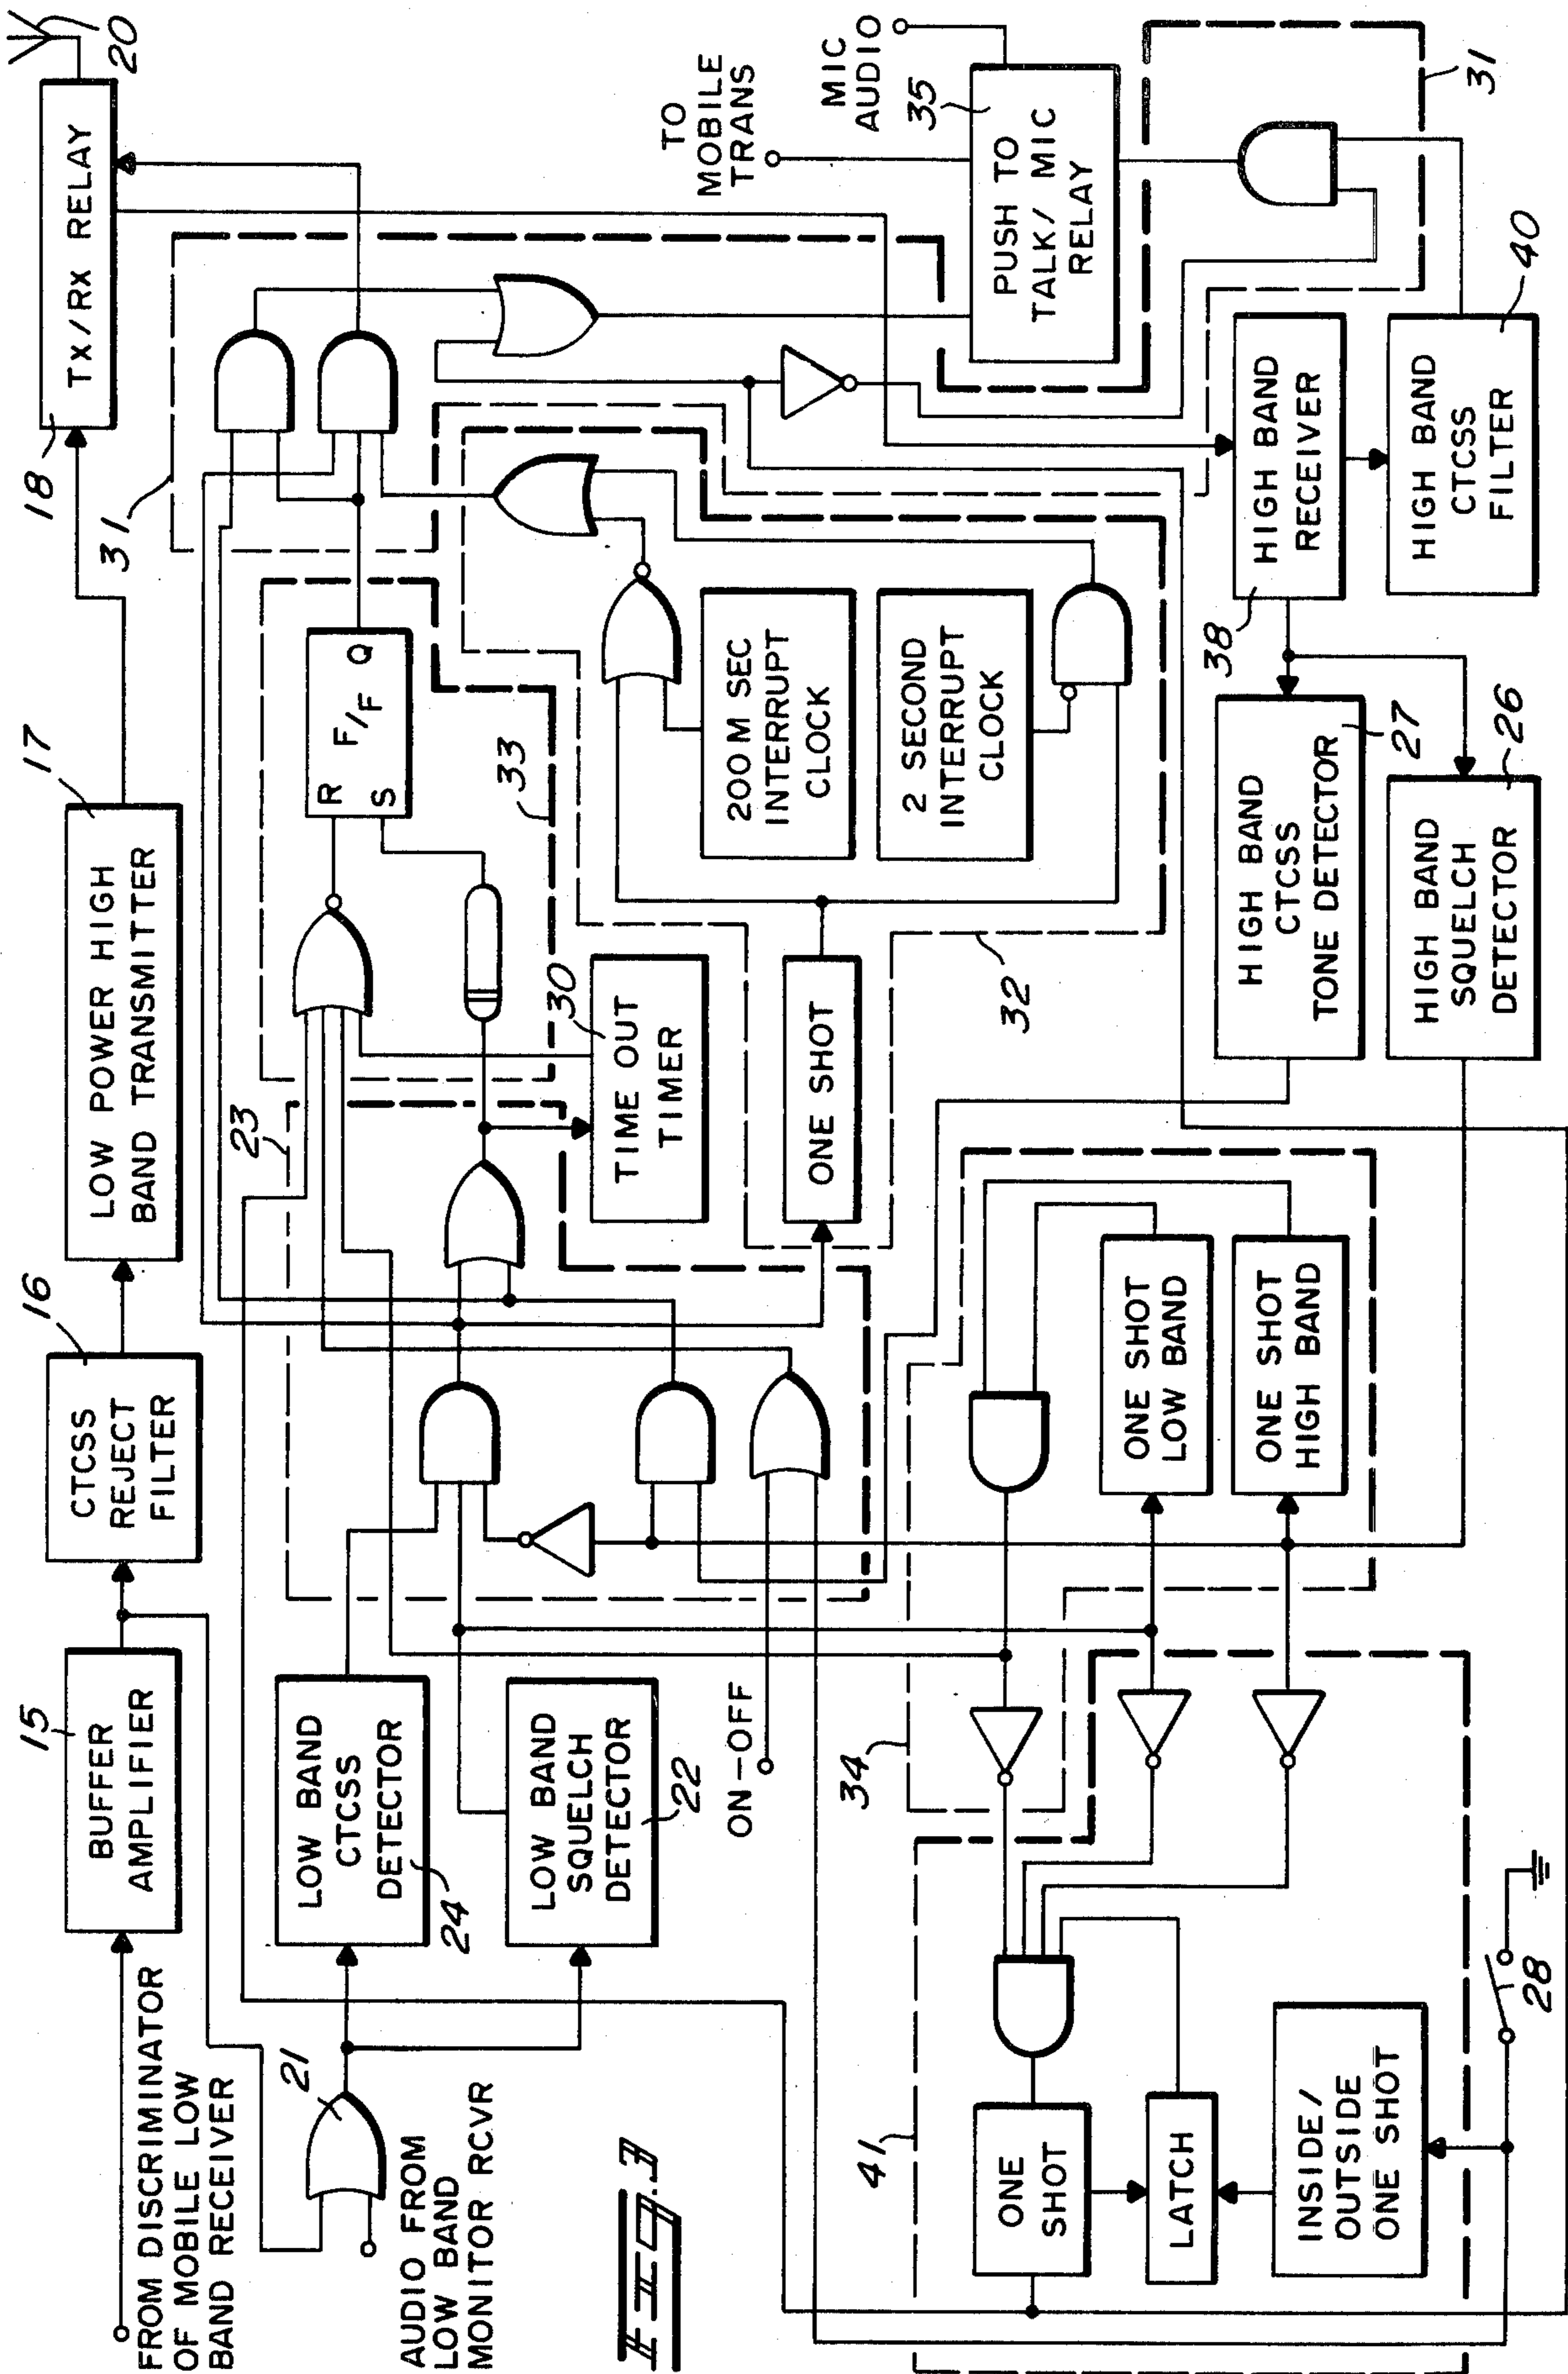 FROM DISCRIMINATOR
OF MOBILE LOW
BAND RECEIVER
15
BUFFER
AMPLIFIER
16
CTCSS
REJECT
FILTER
17
LOW POWER HIGH
BAND TRANSMITTER
18
TX/RX RELAY
20
31
21
AUDIO FROM
LOW BAND
MONITOR RCVR
LOW BAND
CTCSS
DETECTOR
24
LOW BAND
SQUELCH
DETECTOR
22
ON-OFF
23
R
S
F/F
Q
33
30
TIME OUT
TIMER
ONE SHOT
32
200 M SEC
INTERRUPT
CLOCK
2 SECOND
INTERRUPT
CLOCK
TO
MOBILE
TRANS
MIC
AUDIO
35
PUSH TO
TALK/ MIC
RELAY
31
38
HIGH BAND
RECEIVER
HIGH BAND
CTCSS
FILTER
40
HIGH BAND
CTCSS
TONE DETECTOR
27
HIGH BAND
SQUELCH
DETECTOR
26
34
ONE SHOT
LOW BAND
ONE SHOT
HIGH BAND
41
ONE
SHOT
LATCH
INSIDE/
OUTSIDE
ONE SHOT
28
FIG. 3